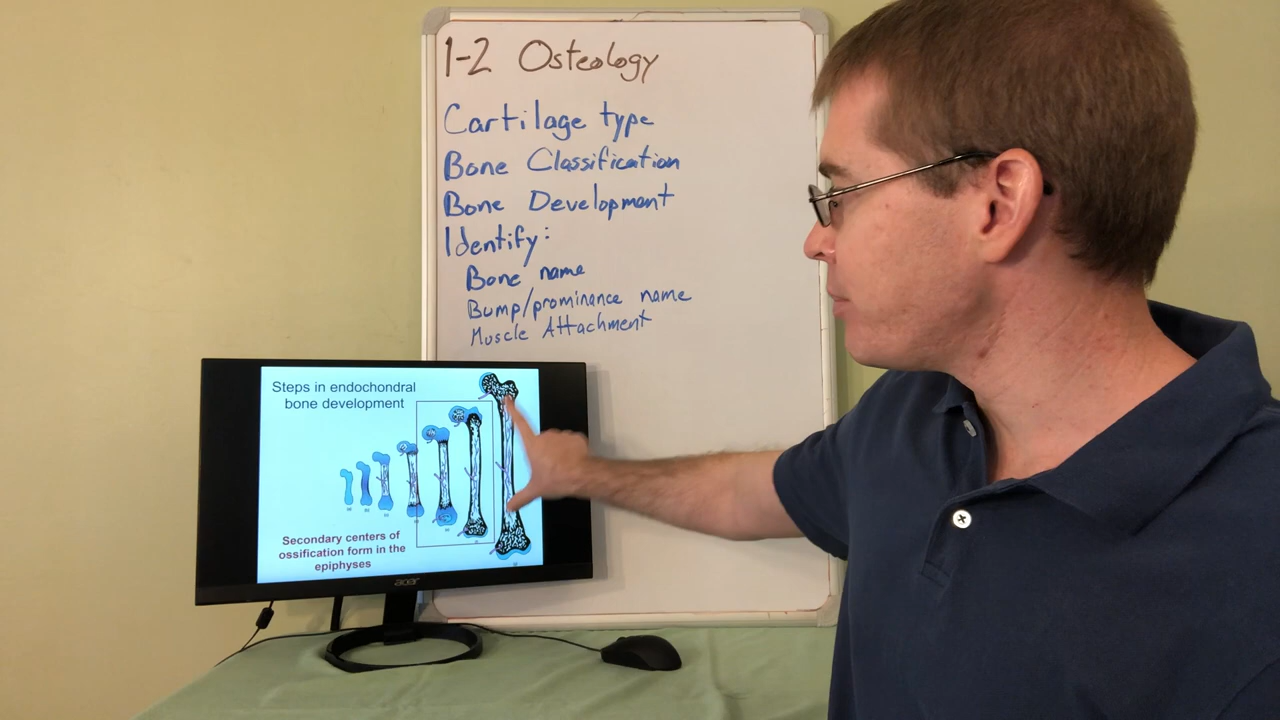 1-2 Osteology
Cartilage type
Bone Classification
Bone Development
Identify:
Bone name
Bump/prominance name
Muscle Attachment
Steps in endochondral
bone development
Secondary centers of
ossification form in the
epiphyses
acer